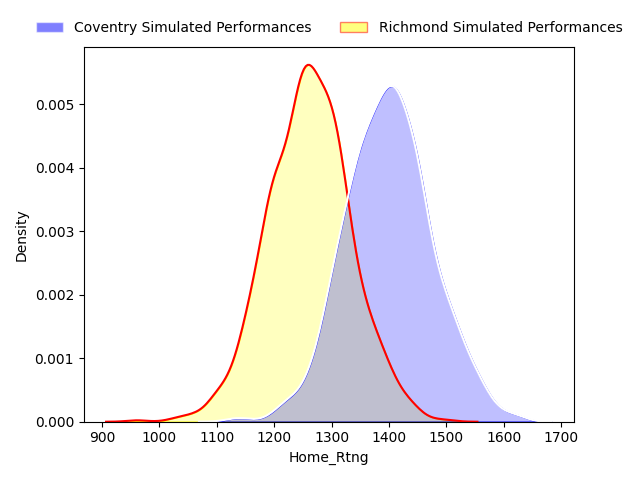 Coventry Simulated Performances Richmond Simulated Performances
0.005
0.004
0.003
0.002
0.001
0.000
Density
900 1000 1100 1200 1300 1400 1500 1600 1700
Home_Rtng